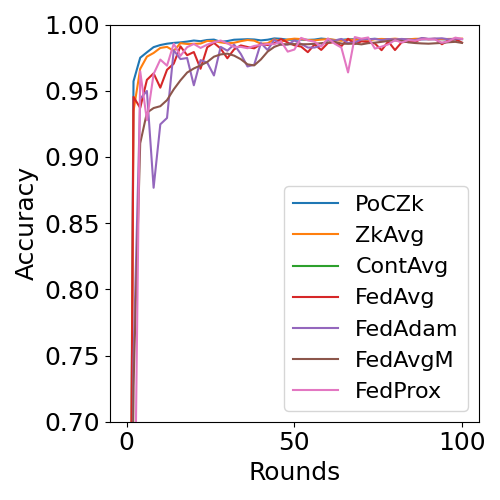 1.00
0.95
0.90
0.85
0.80
0.75
0.70
Accuracy
PoCZk
ZkAvg
ContAvg
FedAvg
FedAdam
FedAvgM
FedProx
0
50
100
Rounds